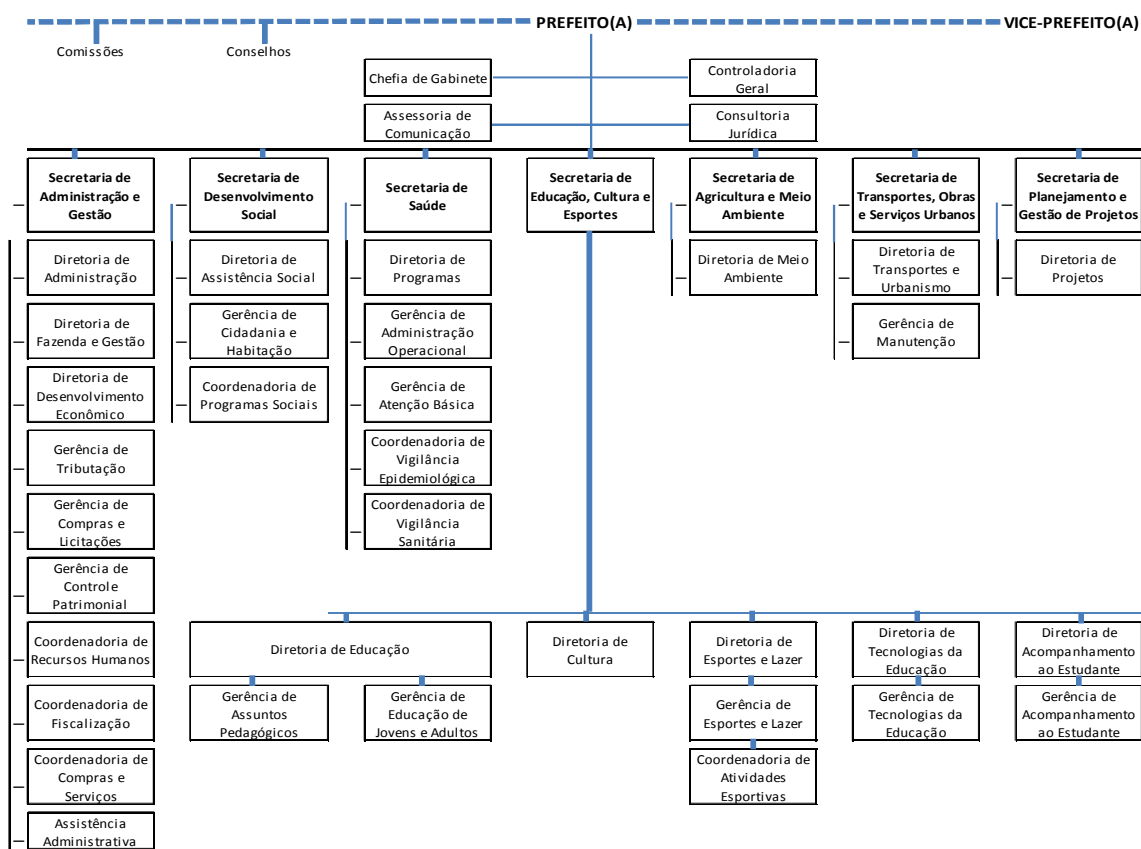 PREFEITO(A)
VICE-PREFEITO(A)
Comissões
Conselhos
Chefia de Gabinete
Controladoria
Geral
Assessoria de
Comunicação
Consultoria
Jurídica
Secretaria de
Administração e
Gestão
Secretaria de
Desenvolvimento
Social
Secretaria de
Saúde
Secretaria de
Educação, Cultura e
Esportes
Secretaria de
Agricultura e Meio
Ambiente
Secretaria de
Transportes, Obras
e Serviços Urbanos
Secretaria de
Planejamento e
Gestão de Projetos
Diretoria de
Administração
Diretoria de
Fazenda e Gestão
Diretoria de
Desenvolvimento
Econômico
Gerência de
Tributação
Gerência de
Compras e
Licitações
Gerência de
Controle
Patrimonial
Coordenadoria de
Recursos Humanos
Coordenadoria de
Fiscalização
Coordenadoria de
Compras e
Serviços
Assistência
Administrativa
Diretoria de
Assistência Social
Gerência de
Cidadania e
Habitação
Coordenadoria de
Programas Sociais
Diretoria de
Programas
Gerência de
Administração
Operacional
Gerência de
Atenção Básica
Coordenadoria de
Vigilância
Epidemiológica
Coordenadoria de
Vigilância
Sanitária
Diretoria de Meio
Ambiente
Diretoria de
Transportes e
Urbanismo
Gerência de
Manutenção
Diretoria de
Projetos
Diretoria de Educação
Gerência de
Assuntos
Pedagógicos
Gerência de
Educação de
Jovens e Adultos
Diretoria de
Cultura
Diretoria de
Esportes e Lazer
Gerência de
Esportes e Lazer
Coordenadoria de
Atividades
Esportivas
Diretoria de
Tecnologias da
Educação
Gerência de
Tecnologias da
Educação
Diretoria de
Acompanhamento
ao Estudante
Gerência de
Acompanhamento
ao Estudante